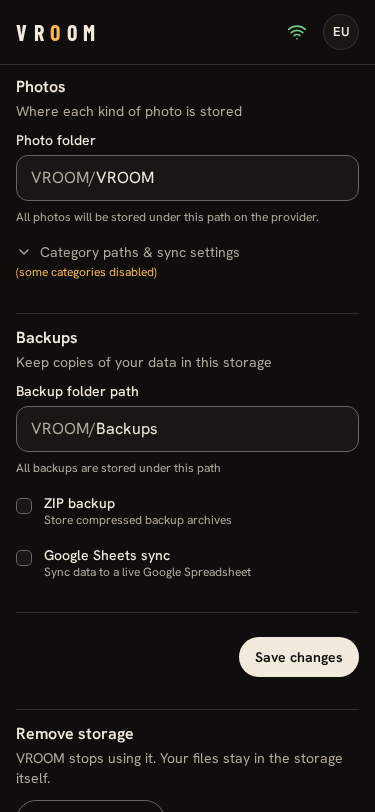 VROOM
EU
Photos
Where each kind of photo is stored
Photo folder
VROOM/VROOM
All photos will be stored under this path on the provider.
Category paths & sync settings
(some categories disabled)
Backups
Keep copies of your data in this storage
Backup folder path
VROOM/Backups
All backups are stored under this path
ZIP backup
Store compressed backup archives
Google Sheets sync
Sync data to a live Google Spreadsheet
Save changes
Remove storage
VROOM stops using it. Your files stay in the storage
itself.